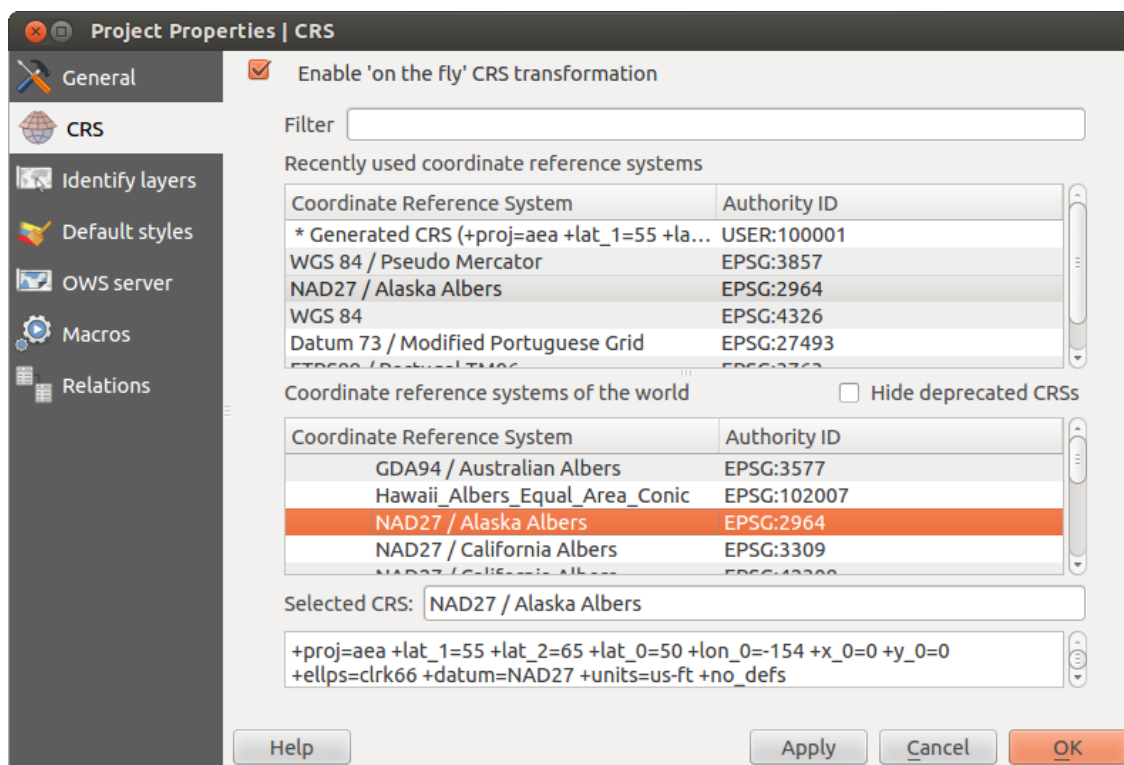 Project Properties | CRS
General
CRS
Identify layers
Default styles
OWS server
Macros
Relations
Enable 'on the fly' CRS transformation
Filter
Recently used coordinate reference systems
Coordinate Reference System Authority ID
* Generated CRS (+proj=aea +lat_1=55 +la... USER:100001
WGS 84 / Pseudo Mercator EPSG:3857
NAD27 / Alaska Albers EPSG:2964
WGS 84 EPSG:4326
Datum 73 / Modified Portuguese Grid EPSG:27493
Coordinate reference systems of the world Hide deprecated CRSs
Coordinate Reference System Authority ID
GDA94 / Australian Albers EPSG:3577
Hawaii_Albers_Equal_Area_Conic EPSG:102007
NAD27 / Alaska Albers EPSG:2964
NAD27 / California Albers EPSG:3309
Selected CRS: NAD27 / Alaska Albers
+proj=aea +lat_1=55 +lat_2=65 +lat_0=50 +lon_0=-154 +x_0=0 +y_0=0
+ellps=clrk66 +datum=NAD27 +units=us-ft +no_defs
Help Apply Cancel OK